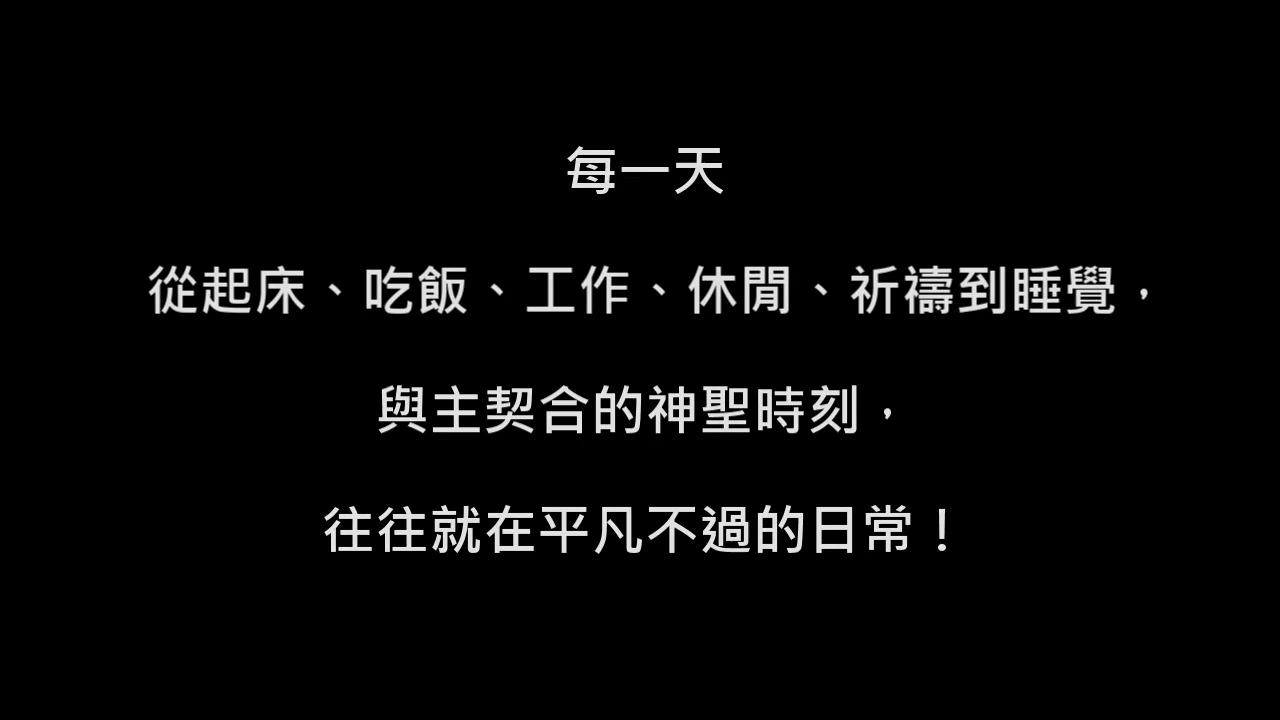 每一天
從起床、吃飯、工作、休閒、祈禱到睡覺，
與主契合的神聖時刻，
往往就在平凡不過的日常！